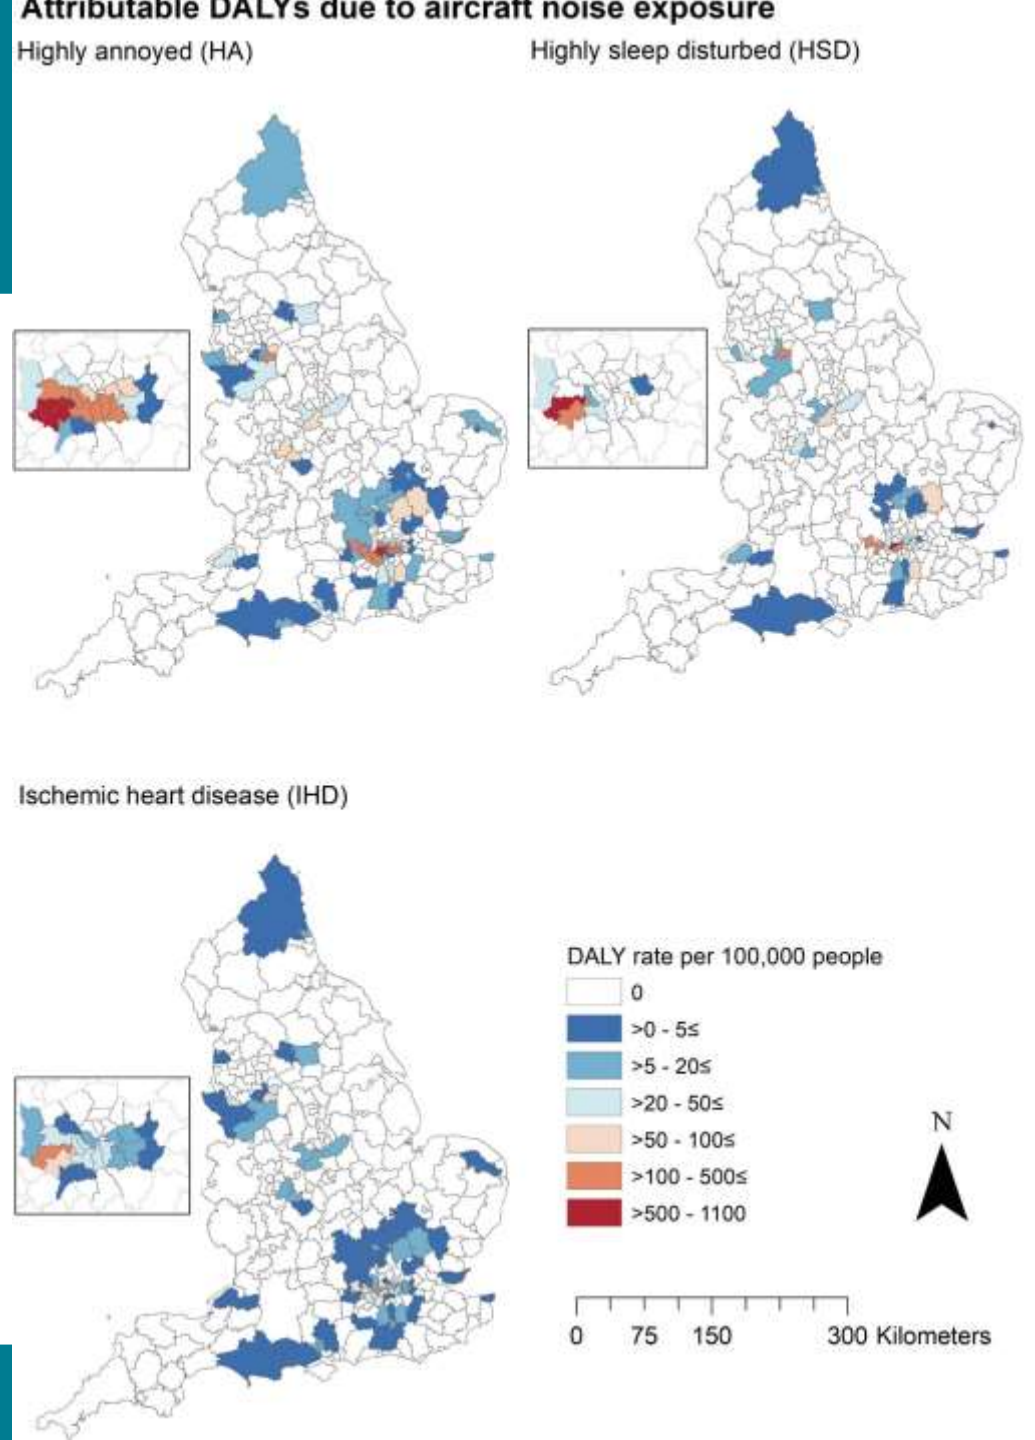 Attributable DALYs due to aircraft noise exposure
Highly annoyed (HA)
Highly sleep disturbed (HSD)
Ischemic heart disease (IHD)
DALY rate per 100,000 people
0
>0 - 5≤
>5 - 20≤
>20 - 50≤
>50 - 100≤
>100 - 500≤
>500 - 1100
N
0 75 150 300 Kilometers